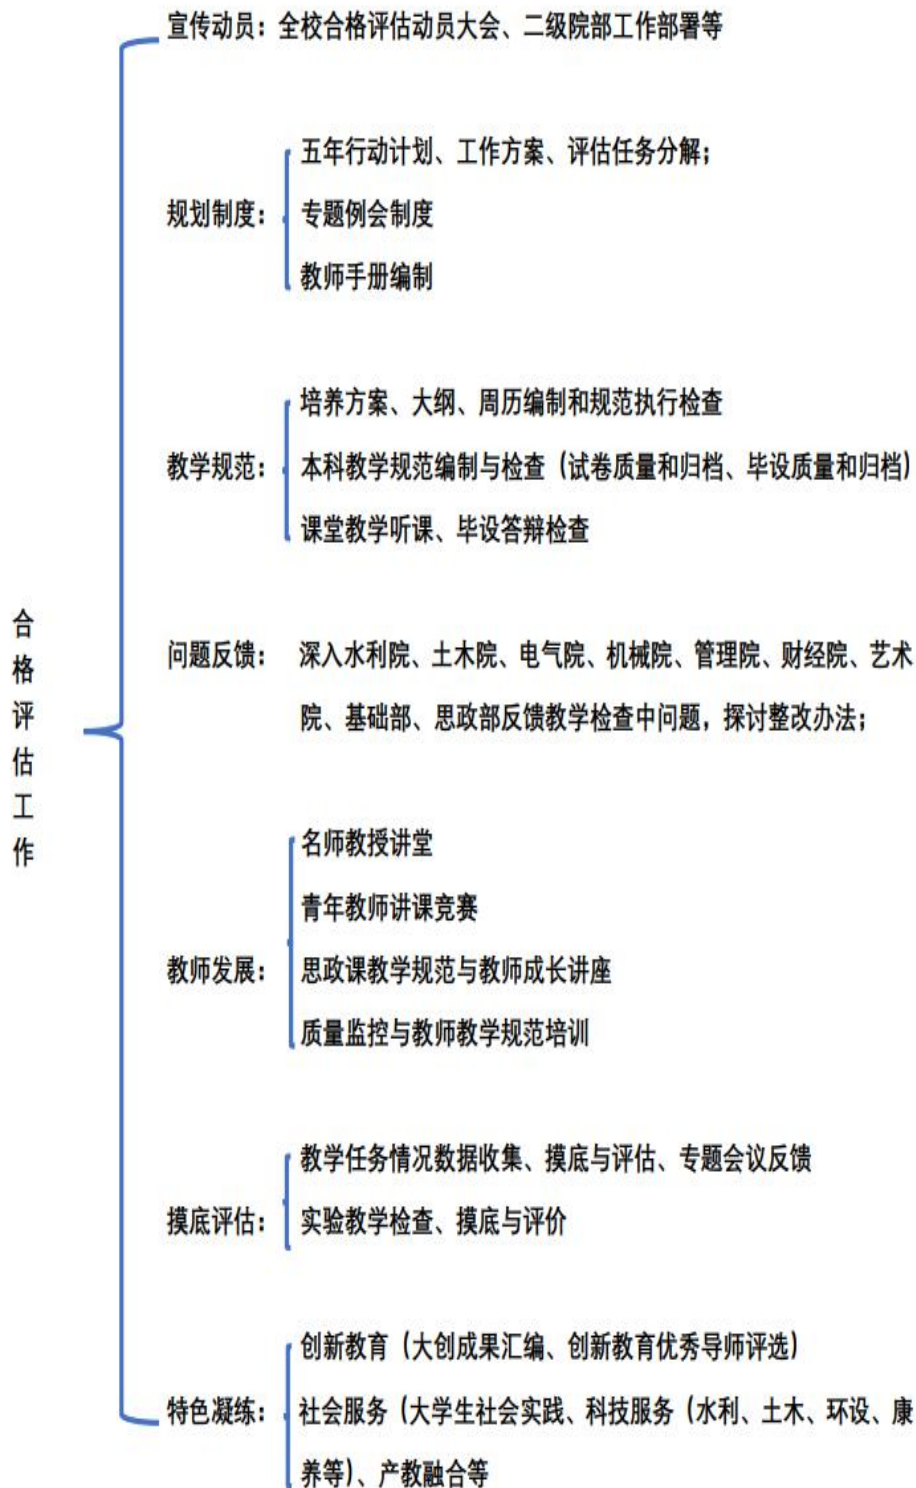 宣传动员：全校合格评估动员大会、二级院部工作部署等
五年行动计划、工作方案、评估任务分解；
规划制度：
专题例会制度
教师手册编制
培养方案、大纲、周历编制和规范执行检查
教学规范：
本科教学规范编制与检查（试卷质量和归档、毕设质量和归档）
课堂教学听课、毕设答辩检查
合格评估工作
问题反馈：
深入水利院、土木院、电气院、机械院、管理院、财经院、艺术
院、基础部、思政部反馈教学检查中问题，探讨整改办法；
名师教授讲堂
青年教师讲课竞赛
教师发展：
思政课教学规范与教师成长讲座
质量监控与教师教学规范培训
教学任务情况数据收集、摸底与评估、专题会议反馈
摸底评估：
实验教学检查、摸底与评价
创新教育（大创成果汇编、创新教育优秀导师评选）
特色凝练：
社会服务（大学生社会实践、科技服务（水利、土木、环设、康
养等）、产教融合等